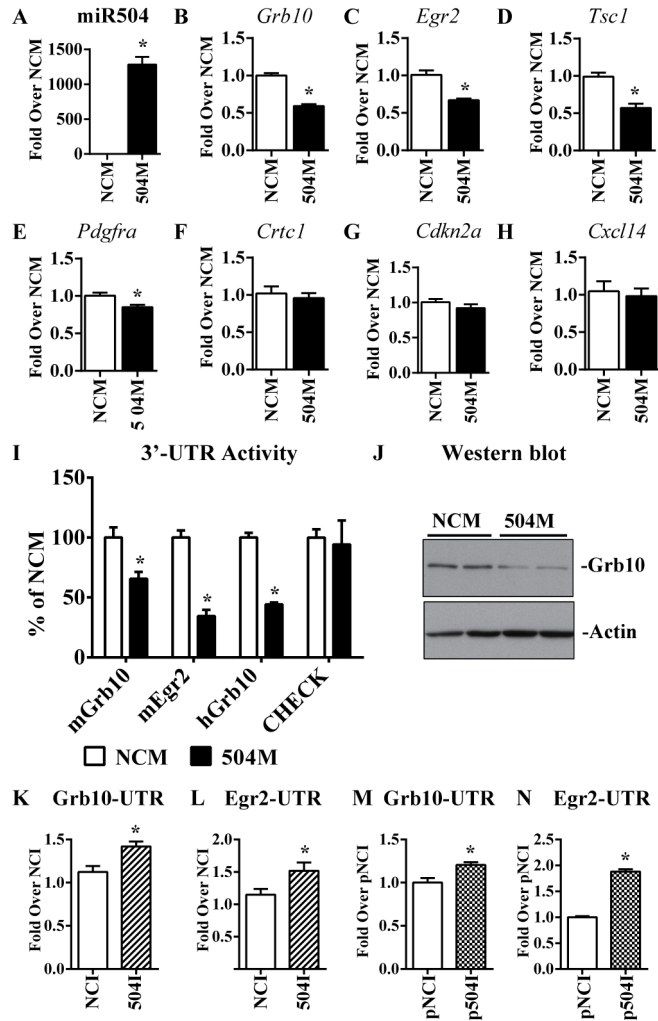 A miR504
Fold Over NCM
1500
1000
500
0
*
NCM
504M
B Grb10
Fold Over NCM
1.5
1.0
0.5
0.0
*
NCM
504M
C Egr2
Fold Over NCM
1.5
1.0
0.5
0.0
*
NCM
504M
D Tsc1
Fold Over NCM
1.5
1.0
0.5
0.0
*
NCM
504M
E Pdgfra
Fold Over NCM
1.5
1.0
0.5
0.0
*
NCM
5 04M
F Crtc1
Fold Over NCM
1.5
1.0
0.5
0.0
NCM
504M
G Cdkn2a
Fold Over NCM
1.5
1.0
0.5
0.0
NCM
504M
H Cxcl14
Fold Over NCM
1.5
1.0
0.5
0.0
NCM
504M
I 3’-UTR Activity
% of NCM
150
100
50
0
*
*
*
mGrb10
mEgr2
hGrb10
CHECK
NCM
504M
J Western blot
NCM 504M
-Grb10
-Actin
K Grb10-UTR
Fold Over NCI
1.5
1.0
0.5
0.0
*
NCI
504I
L Egr2-UTR
Fold Over NCI
2.0
1.5
1.0
0.5
*
NCI
504I
M Grb10-UTR
Fold Over pNCI
1.5
1.0
0.5
0.0
*
pNCI
p504I
N Egr2-UTR
Fold Over pNCI
2.0
1.5
1.0
0.5
0.0
*
pNCI
p504I